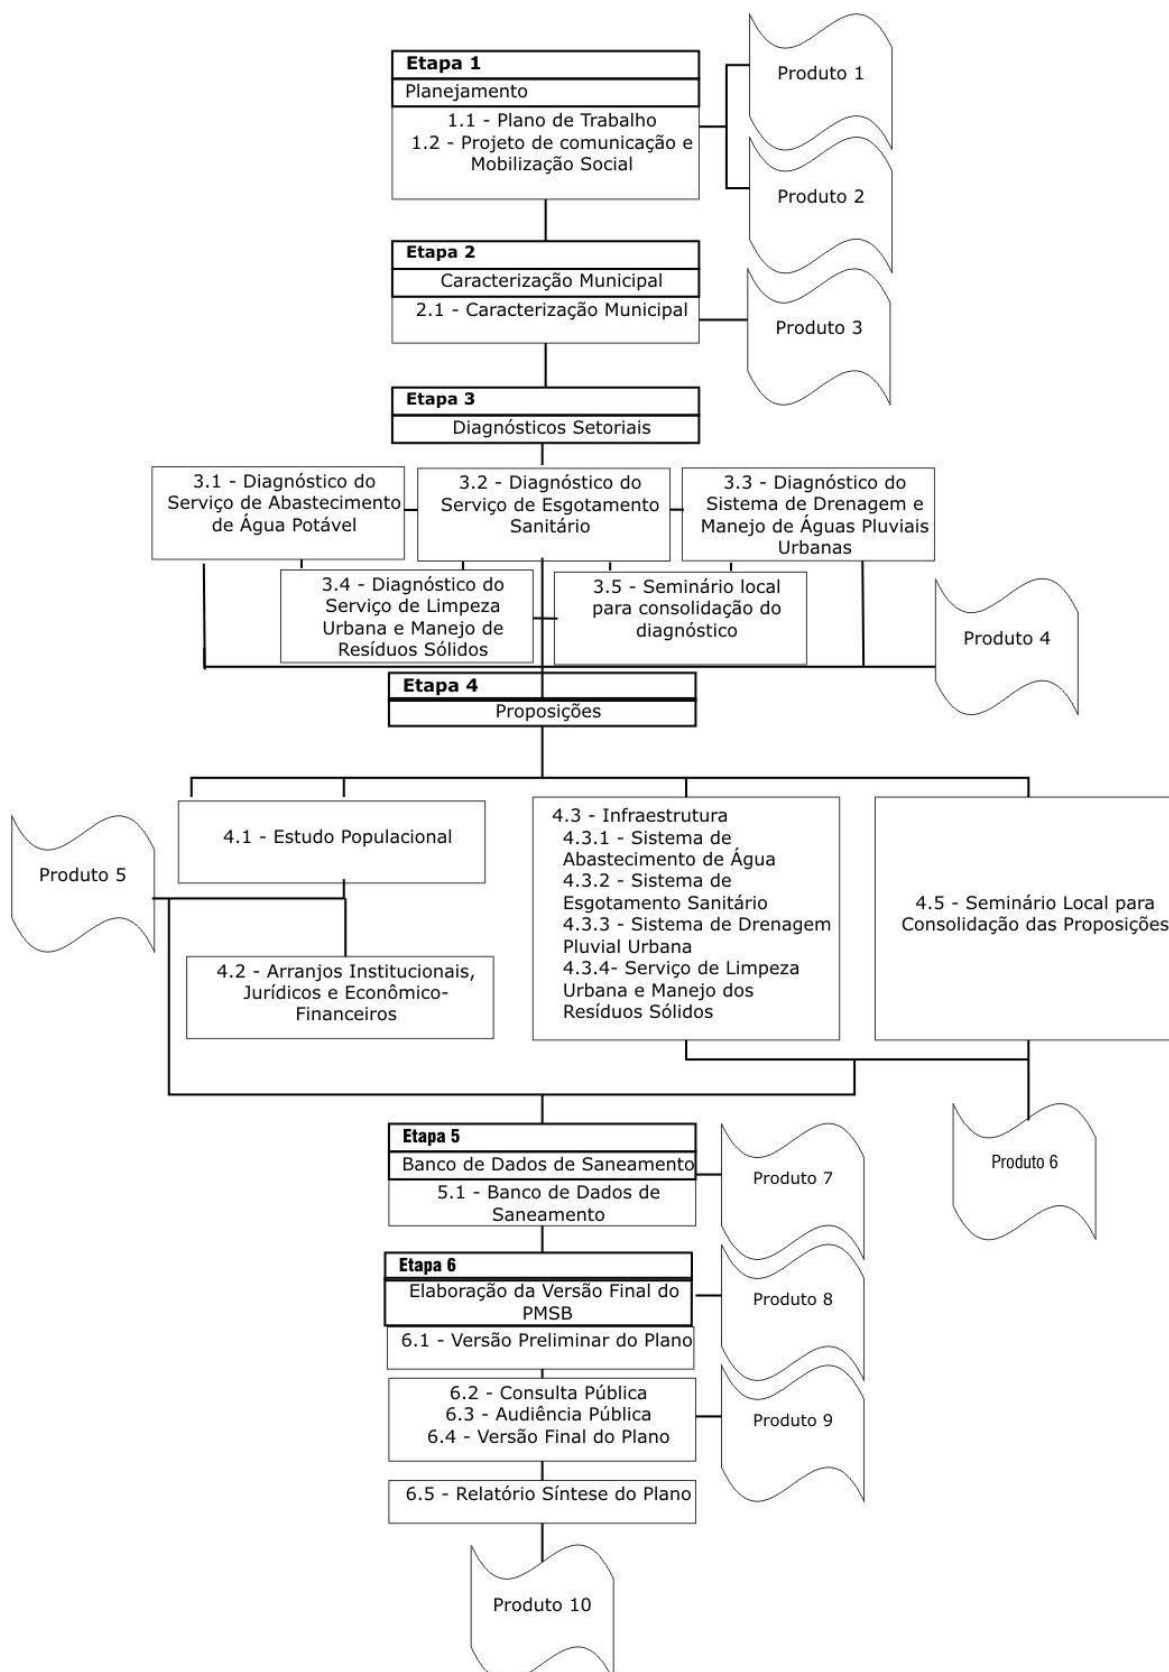 Etapa 1
Planejamento
1.1 - Plano de Trabalho
1.2 - Projeto de comunicação e
Mobilização Social
Produto 1
Produto 2
Etapa 2
Caracterização Municipal
2.1 - Caracterização Municipal
Produto 3
Etapa 3
Diagnósticos Setoriais
3.1 - Diagnóstico do
Serviço de Abastecimento
de Água Potável
3.2 - Diagnóstico do
Serviço de Esgotamento
Sanitário
3.3 - Diagnóstico do
Sistema de Drenagem e
Manejo de Águas Pluviais
Urbanas
3.4 - Diagnóstico do
Serviço de Limpeza
Urbana e Manejo de
Resíduos Sólidos
3.5 - Seminário local
para consolidação do
diagnóstico
Produto 4
Etapa 4
Proposições
Produto 5
4.1 - Estudo Populacional
4.2 - Arranjos Institucionais,
Jurídicos e Econômico-
Financeiros
4.3 - Infraestrutura
4.3.1 - Sistema de
Abastecimento de Água
4.3.2 - Sistema de
Esgotamento Sanitário
4.3.3 - Sistema de Drenagem
Pluvial Urbana
4.3.4- Serviço de Limpeza
Urbana e Manejo dos
Resíduos Sólidos
4.5 - Seminário Local para
Consolidação das Proposições
Produto 6
Etapa 5
Banco de Dados de Saneamento
5.1 - Banco de Dados de
Saneamento
Produto 7
Etapa 6
Elaboração da Versão Final do
PMSB
6.1 - Versão Preliminar do Plano
Produto 8
6.2 - Consulta Pública
6.3 - Audiência Pública
6.4 - Versão Final do Plano
Produto 9
6.5 - Relatório Síntese do Plano
Produto 10